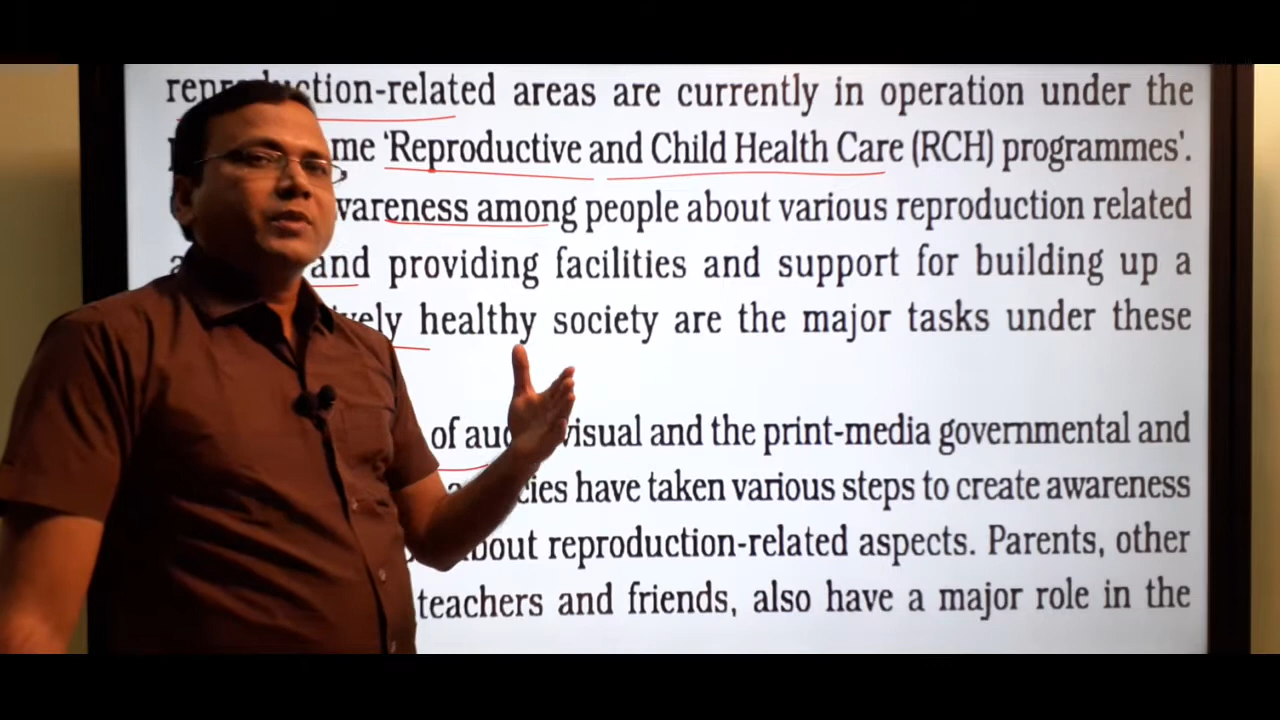 reproduction-related areas are currently in operation under the
me 'Reproductive and Child Health Care (RCH) programmes'.
wareness among people about various reproduction related
and providing facilities and support for building up a
vely healthy society are the major tasks under these
of audio-visual and the print-media governmental and
cies have taken various steps to create awareness
about reproduction-related aspects. Parents, other
teachers and friends, also have a major role in the